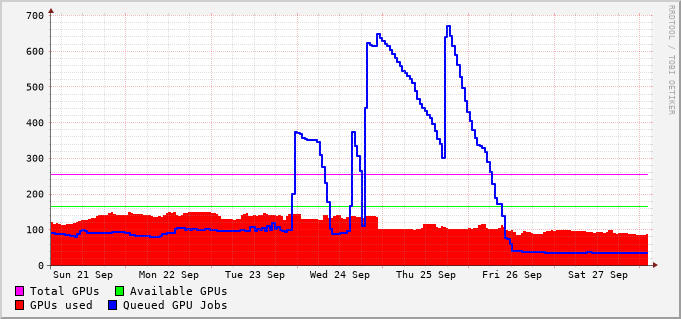 700
600
500
400
300
200
100
0
Sun 21 Sep Mon 22 Sep Tue 23 Sep Wed 24 Sep Thu 25 Sep Fri 26 Sep Sat 27 Sep
Total GPUs Available GPUs
GPUs used Queued GPU Jobs
RRDTOOL / TOBI OETIKER